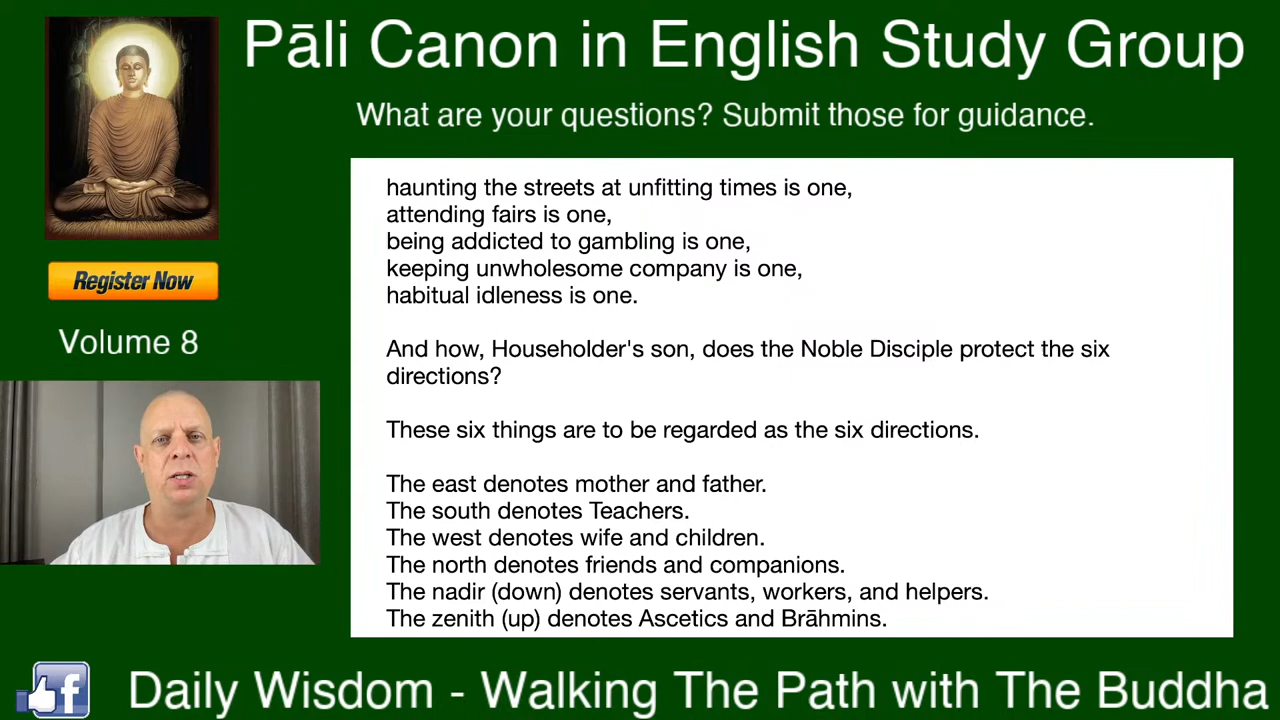 Pāli Canon in English Study Group
What are your questions? Submit those for guidance.
haunting the streets at unfitting times is one,
attending fairs is one,
being addicted to gambling is one,
keeping unwholesome company is one,
habitual idleness is one.
And how, Householder's son, does the Noble Disciple protect the six
directions?
These six things are to be regarded as the six directions.
The east denotes mother and father.
The south denotes Teachers.
The west denotes wife and children.
The north denotes friends and companions.
The nadir (down) denotes servants, workers, and helpers.
The zenith (up) denotes Ascetics and Brāhmins.
Register Now
Volume 8
f
Daily Wisdom - Walking The Path with The Buddha